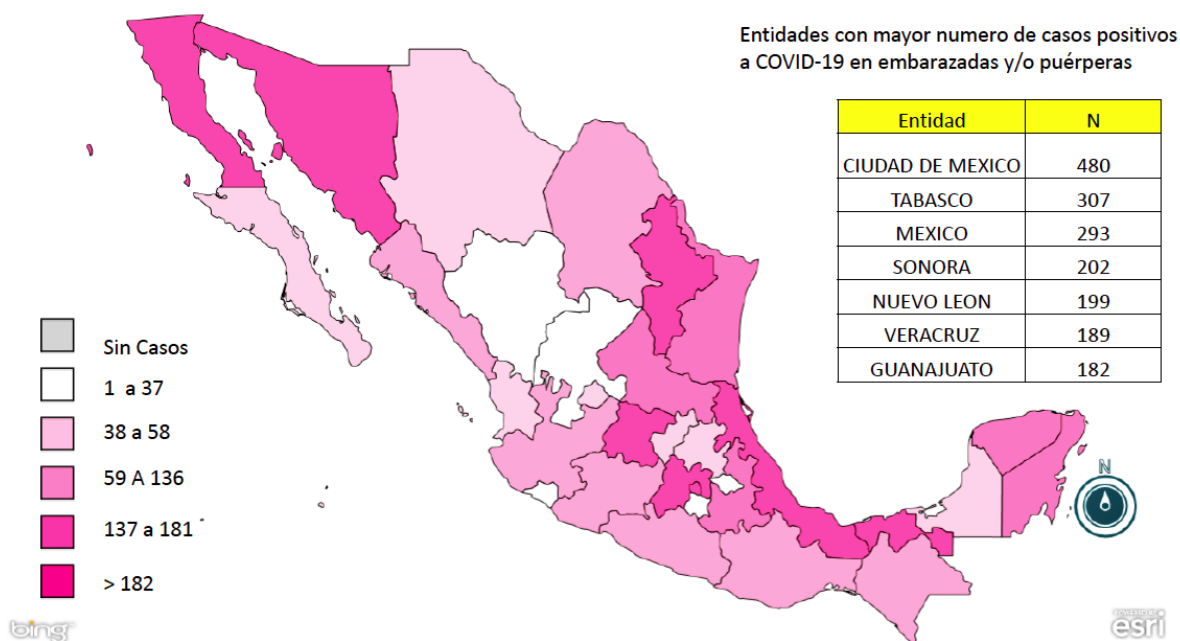 Entidades con mayor numero de casos positivos
a COVID-19 en embarazadas y/o puérperas
Entidad N
CIUDAD DE MEXICO 480
TABASCO 307
MEXICO 293
SONORA 202
NUEVO LEON 199
VERACRUZ 189
GUANAJUATO 182
Sin Casos
1 a 37
38 a 58
59 A 136
137 a 181
> 182
N
bing
POWERED BY
esri